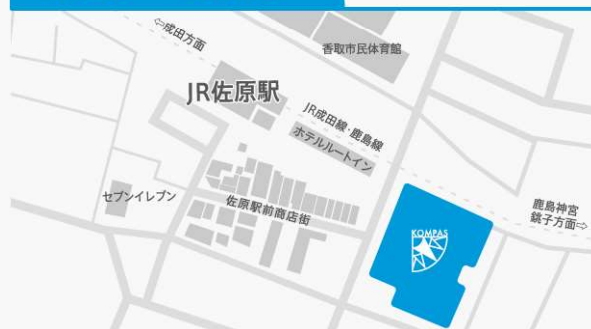 ⇦成田方面
香取市民体育館
JR佐原駅
JR成田線・鹿島線
ホテルルートイン
セブンイレブン
佐原駅前商店街
鹿島神宮
銚子方面⇨
KOMPAS